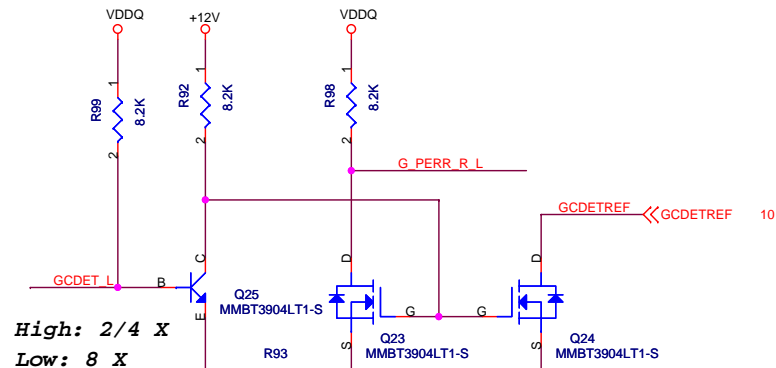 VDDQ +12V VDDQ
1 1 1
R99 8.2K R92 8.2K R98 8.2K
2 2 2
G_PERR_R_L
GCDETREF GCDETREF 10
C D D
GCDET_L B G G
Q25
MMBT3904LT1-S
E S S
High: 2/4 X
Low: 8 X
R93
Q23
MMBT3904LT1-S
Q24
MMBT3904LT1-S